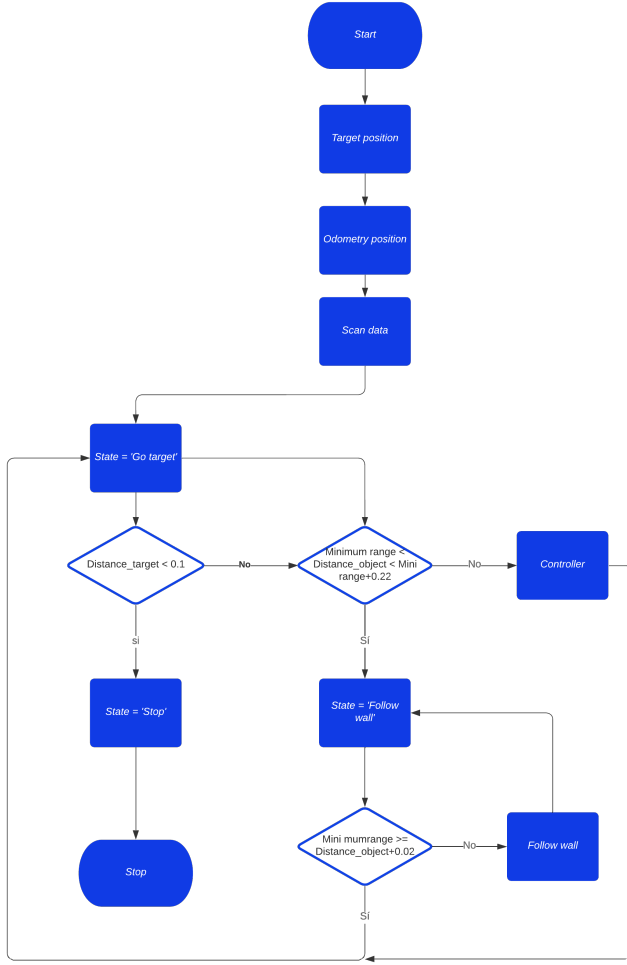 Start
Target position
Odometry position
Scan data
State = 'Go target'
Distance_target < 0.1
No
Minimum range <
Distance_object < Mini
range+0.22
No
Controller
si
Sí
State = 'Stop'
State = 'Follow
wall'
Mini mumrange >=
Distance_object+0.02
No
Follow wall
Stop
Sí